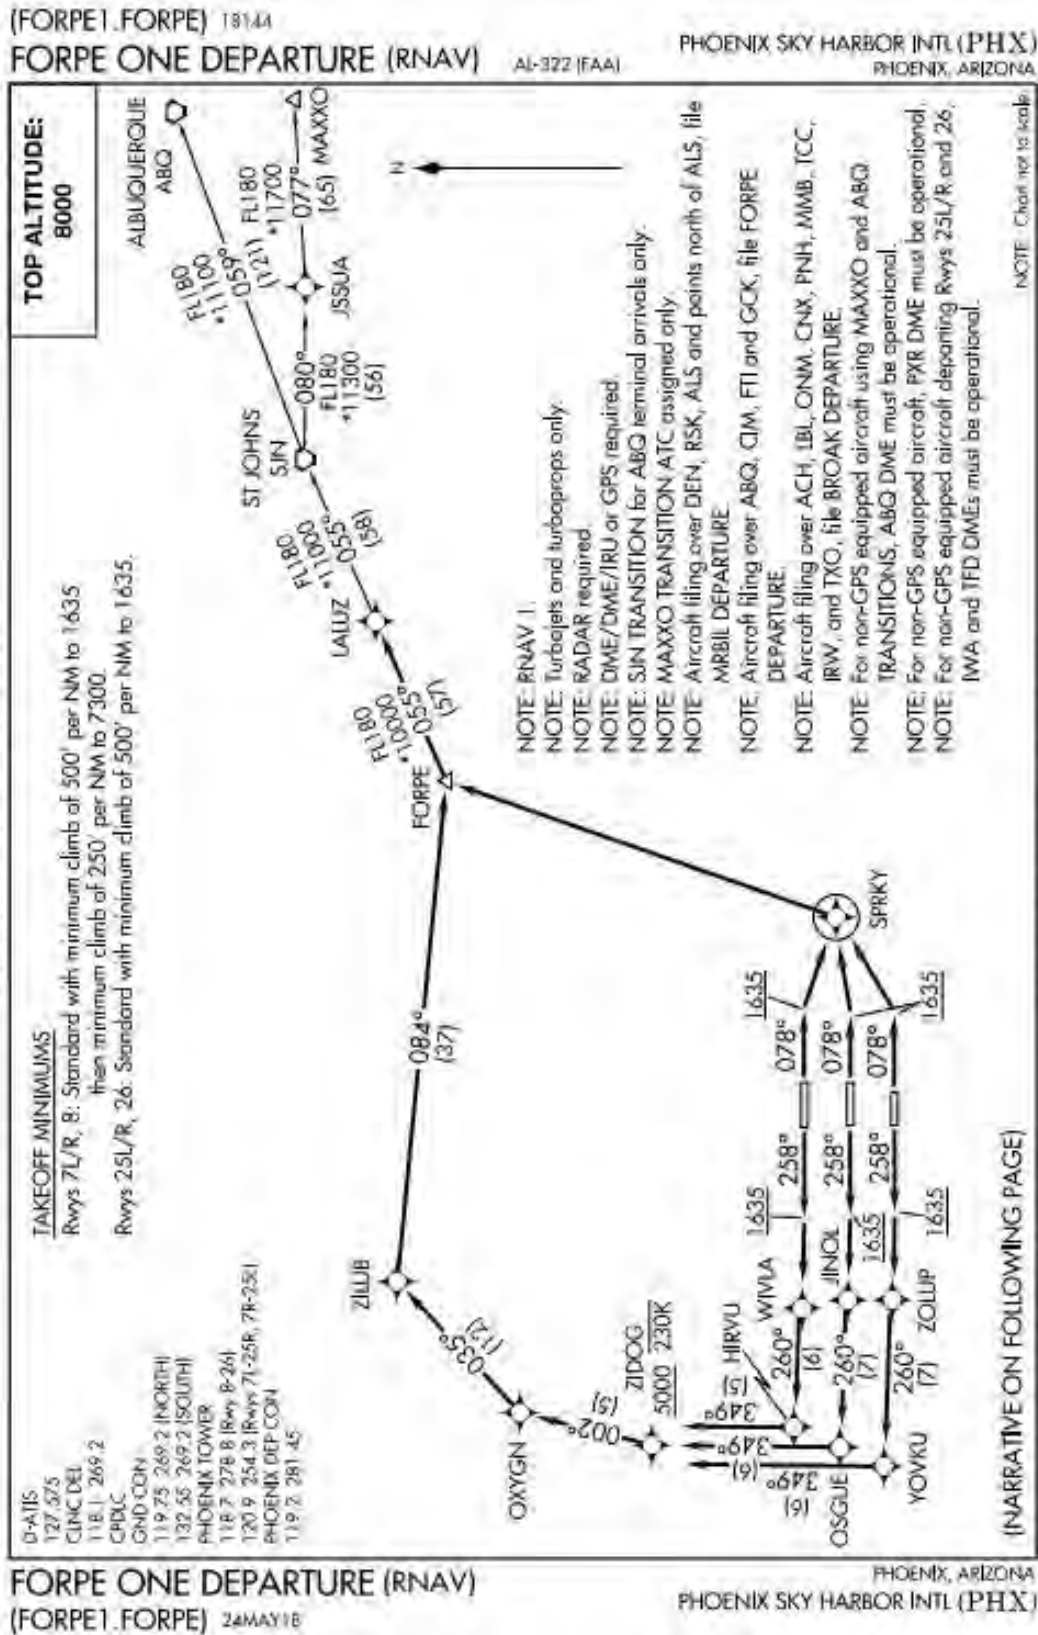 (FORPE1.FORPE) 18144
FORPE ONE DEPARTURE (RNAV)
AL-322 (FAA)
PHOENIX SKY HARBOR INTL (PHX)
PHOENIX, ARIZONA
TOP ALTITUDE:
8000
D-ATIS
127.575
CLNC DEL
118.1 269.2
CPDLC
GND CON
119.75 269.2 (NORTH)
132.55 269.2 (SOUTH)
PHOENIX TOWER
118.7 278.8 (Rwy 8-26)
120.9 254.3 (Rwys 7L-25R, 7R-25L)
PHOENIX DEP CON
119.2 281.45
TAKEOFF MINIMUMS
Rwys 7L/R, 8: Standard with minimum climb of 500' per NM to 1635
then minimum climb of 250' per NM to 7300.
Rwys 25L/R, 26: Standard with minimum climb of 500' per NM to 1635.
ALBUQUERQUE
ABQ
FL180
*11100
059°
(121)
FL180
*11700
077°
(65)
MAXXO
JSSUA
080°
FL180
*11300
(56)
ST JOHNS
SJN
FL180
*11000
055°
(58)
LALUZ
FL180
*10000
055°
(57)
FORPE
N
084°
(37)
ZILUB
035°
(12)
OXYGN
002°
(5)
ZIDOG
5000 230K
HIRVU
(5)
349°
349°
(6)
349°
(6)
OSGUE
YOVKU
WIVLA
260°
(6)
JINOL
260°
(7)
ZOLUP
260°
(7)
1635
258°
1635
258°
1635
258°
078°
1635
078°
078°
1635
SPRKY
NOTE: RNAV 1.
NOTE: Turbojets and turboprops only.
NOTE: RADAR required.
NOTE: DME/DME/IRU or GPS required.
NOTE: SJN TRANSITION for ABQ terminal arrivals only.
NOTE: MAXXO TRANSITION ATC assigned only.
NOTE: Aircraft filing over DEN, RSK, ALS and points north of ALS, file
MRBIL DEPARTURE.
NOTE: Aircraft filing over ABQ, CIM, FTI and GCK, file FORPE
DEPARTURE.
NOTE: Aircraft filing over ACH, LBL, ONM, CNX, PNH, MMB, TCC,
IRW, and TXO, file BROAK DEPARTURE.
NOTE: For non-GPS equipped aircraft using MAXXO and ABQ
TRANSITIONS, ABQ DME must be operational.
NOTE: For non-GPS equipped aircraft, PXR DME must be operational.
NOTE: For non-GPS equipped aircraft departing Rwys 25L/R and 26,
IWA and TFD DMEs must be operational.
NOTE: Chart not to scale.
(NARRATIVE ON FOLLOWING PAGE)
FORPE ONE DEPARTURE (RNAV)
(FORPE1.FORPE) 24MAY18
PHOENIX, ARIZONA
PHOENIX SKY HARBOR INTL (PHX)